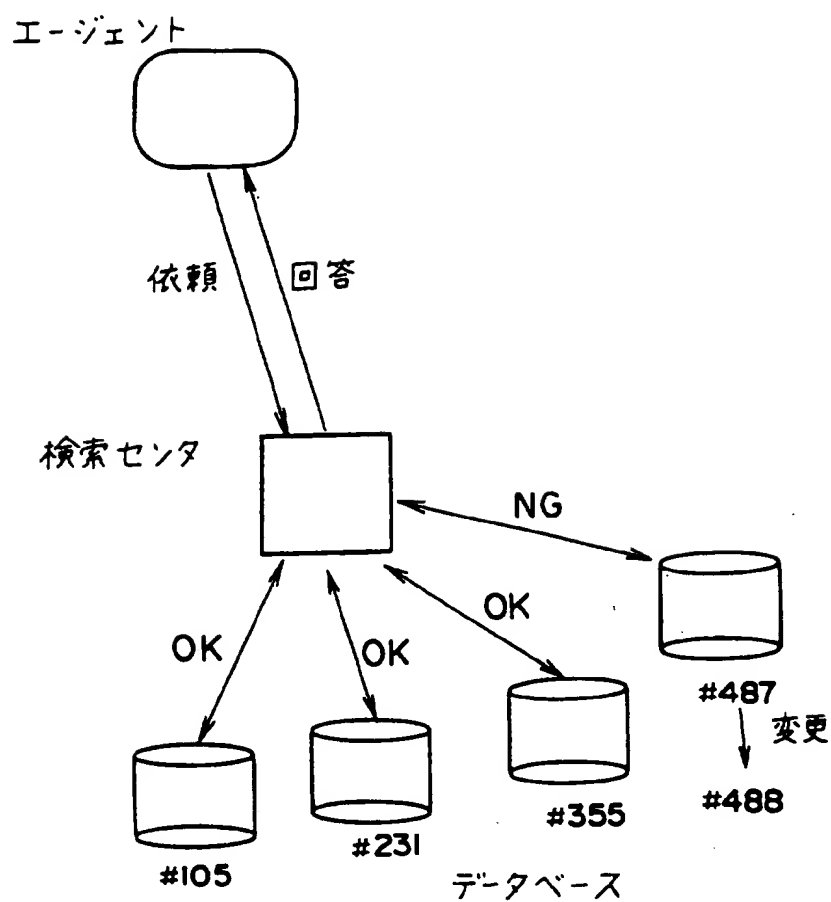 エージェント
依頼
回答
検索センタ
NG
OK
OK
OK
#487
変更
#488
#355
#231
#105
データベース